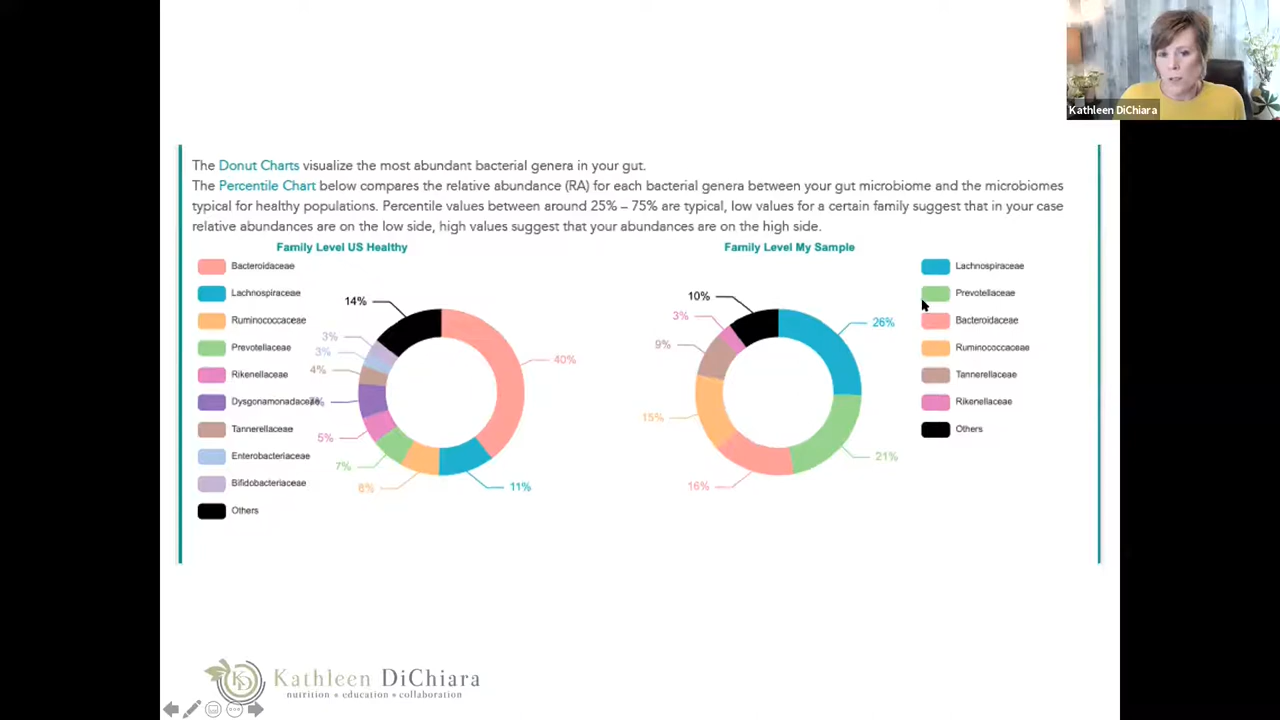 Kathleen DiChiara
The Donut Charts visualize the most abundant bacterial genera in your gut.
The Percentile Chart below compares the relative abundance (RA) for each bacterial genera between your gut microbiome and the microbiomes
typical for healthy populations. Percentile values between around 25% – 75% are typical, low values for a certain family suggest that in your case
relative abundances are on the low side, high values suggest that your abundances are on the high side.
Family Level US Healthy
Bacteroidaceae
Lachnospiraceae
Ruminococcaceae
Prevotellaceae
Rikenellaceae
Dysgonamonadaceae
Tannerellaceae
Enterobacteriaceae
Bifidobacteriaceae
Others
14%
3%
3%
4%
5%
7%
8%
11%
40%
Family Level My Sample
10%
3%
9%
15%
16%
21%
26%
Lachnospiraceae
Prevotellaceae
Bacteroidaceae
Ruminococcaceae
Tannerellaceae
Rikenellaceae
Others
Kathleen DiChiara
nutrition • education • collaboration